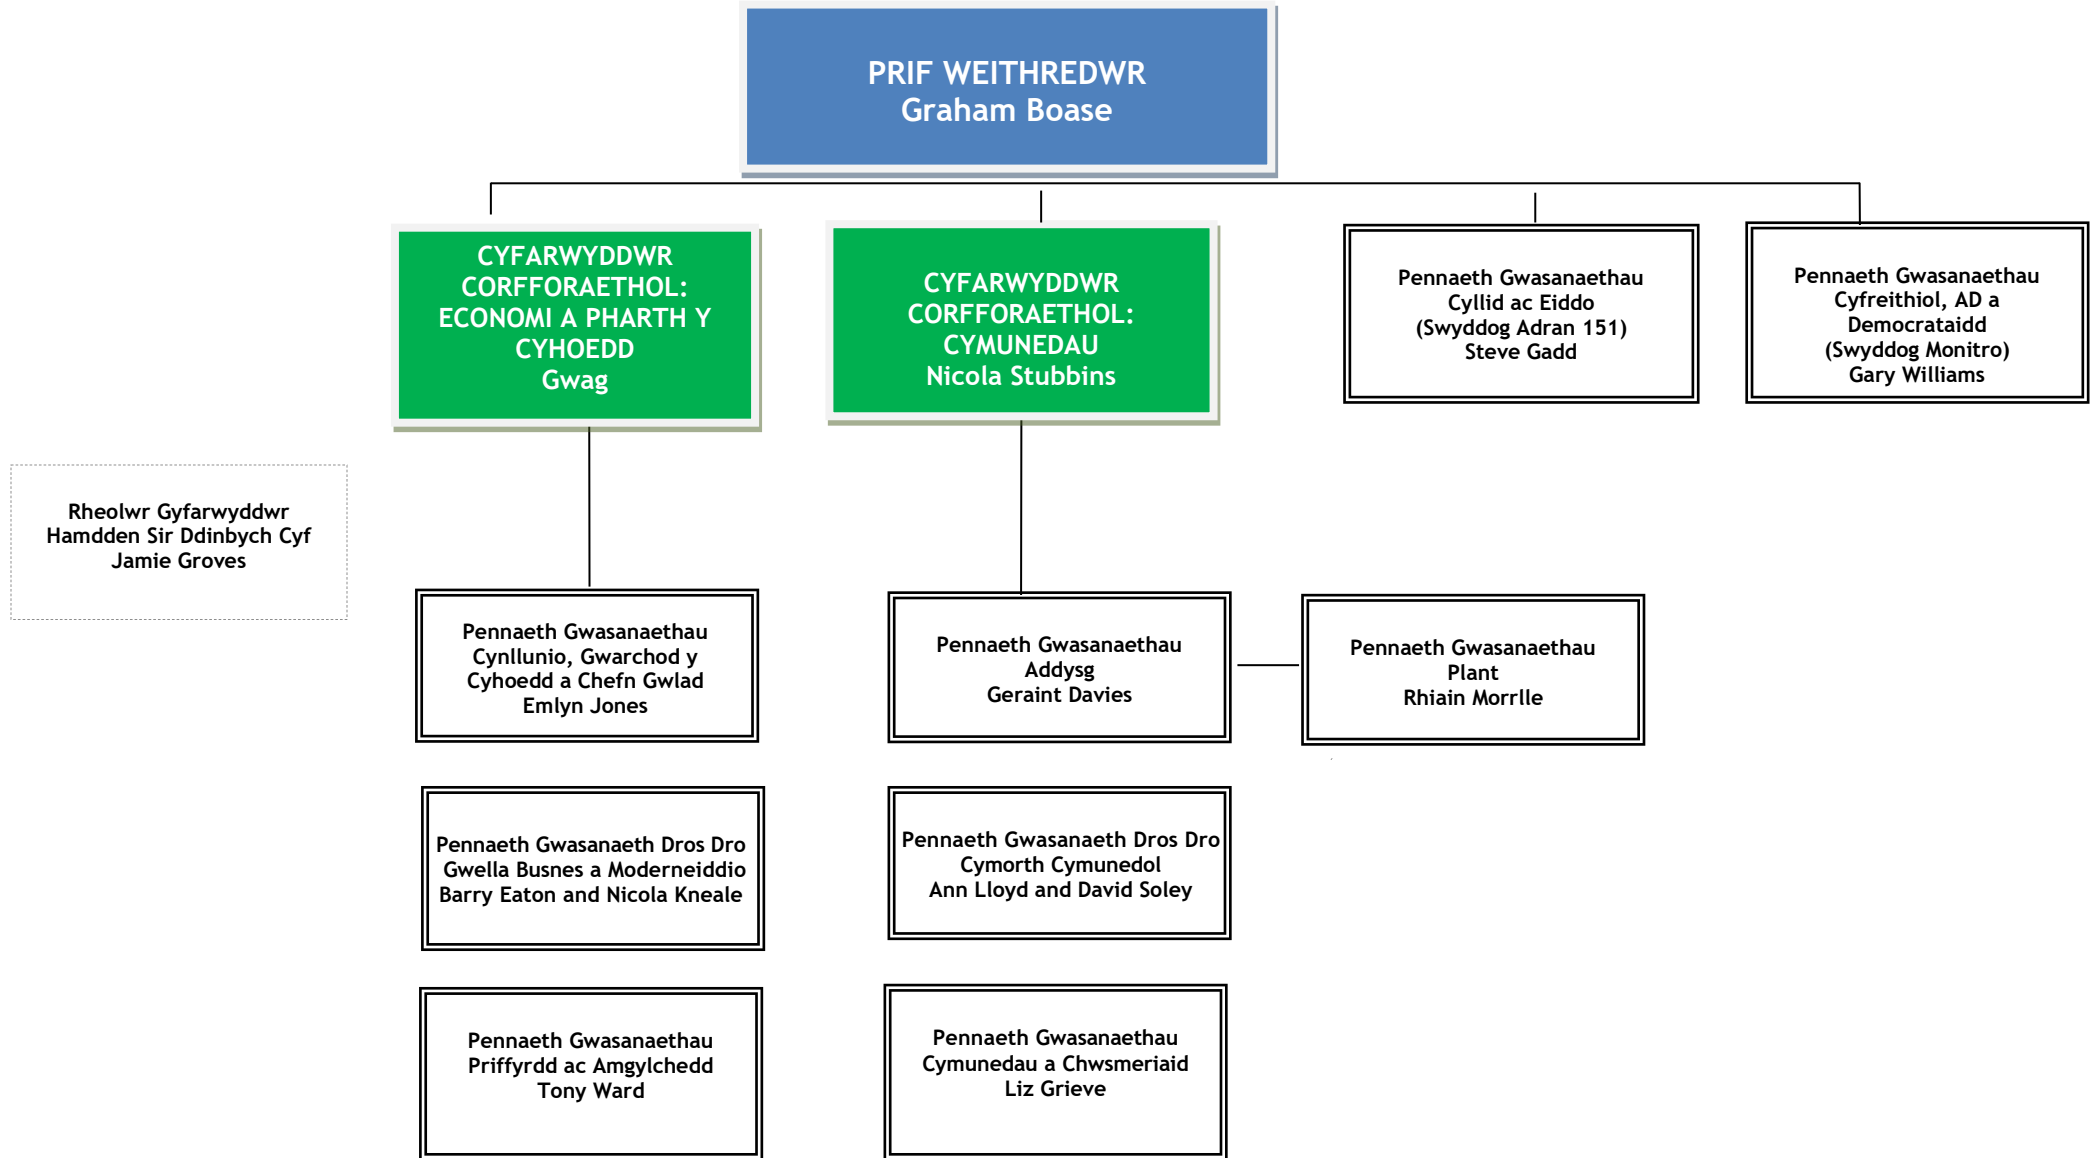 PRIF WEITHREDWR
Graham Boase
CYFARWYDDWR
CORFFORAETHOL:
ECONOMI A PHARTH Y
CYHOEDD
Gwag
CYFARWYDDWR
CORFFORAETHOL:
CYMUNEDAU
Nicola Stubbins
Pennaeth Gwasanaethau
Cyllid ac Eiddo
(Swyddog Adran 151)
Steve Gadd
Pennaeth Gwasanaethau
Cyfreithiol, AD a
Democrataidd
(Swyddog Monitro)
Gary Williams
Rheolwr Gyfarwyddwr
Hamdden Sir Ddinbych Cyf
Jamie Groves
Pennaeth Gwasanaethau
Cynllunio, Gwarchod y
Cyhoedd a Chefn Gwlad
Emlyn Jones
Pennaeth Gwasanaethau
Addysg
Geraint Davies
Pennaeth Gwasanaethau
Plant
Rhiain Morrlle
Pennaeth Gwasanaeth Dros Dro
Gwella Busnes a Moderneiddio
Barry Eaton and Nicola Kneale
Pennaeth Gwasanaeth Dros Dro
Cymorth Cymunedol
Ann Lloyd and David Soley
Pennaeth Gwasanaethau
Priffyrdd ac Amgylchedd
Tony Ward
Pennaeth Gwasanaethau
Cymunedau a Chwsmeriaid
Liz Grieve